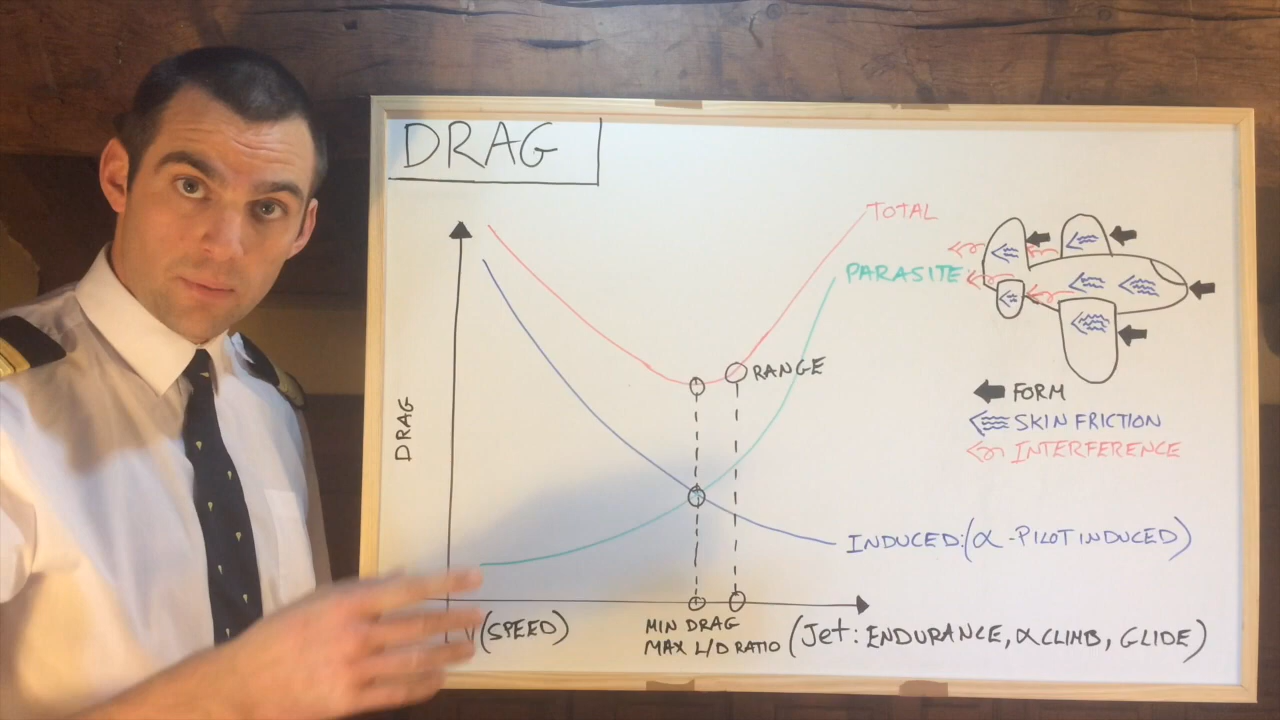 DRAG
TOTAL
PARASITE
RANGE
DRAG
FORM
SKIN FRICTION
INTERFERENCE
INDUCED:(α - PILOT INDUCED)
V (SPEED)
MIN DRAG
MAX L/D RATIO (Jet: ENDURANCE, αCLIMB, GLIDE)